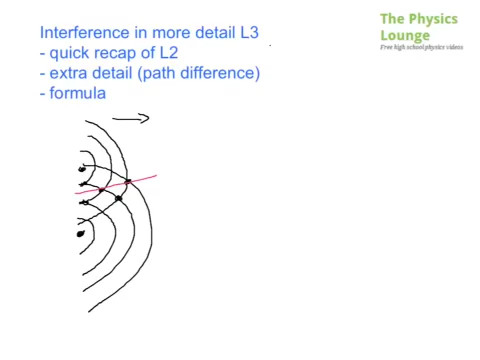 Interference in more detail L3
- quick recap of L2
- extra detail (path difference)
- formula
The Physics
Lounge
Free high school physics videos